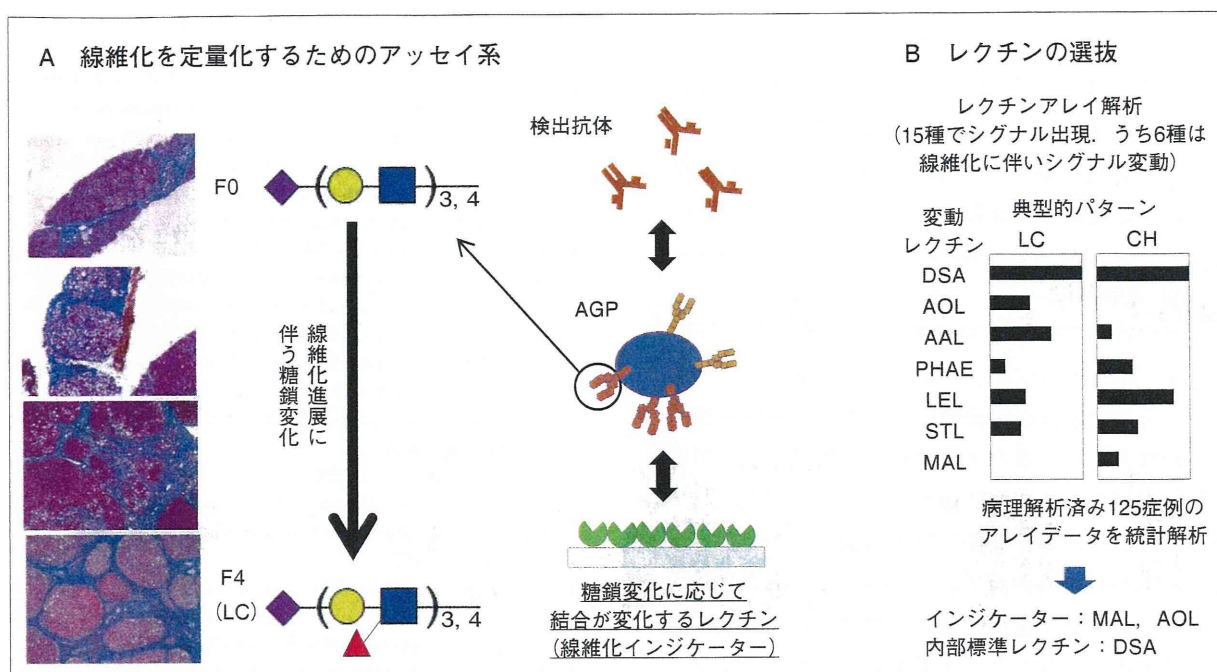 A 線維化を定量化するためのアッセイ系
F0
3, 4
線維化進展に
伴う糖鎖変化
F4
(LC)
3, 4
検出抗体
AGP
糖鎖変化に応じて
結合が変化するレクチン
(線維化インジケーター)
B レクチンの選抜
レクチンアレイ解析
(15種でシグナル出現.うち6種は
線維化に伴いシグナル変動)
変動
レクチン
典型的パターン
LC CH
DSA
AOL
AAL
PHAE
LEL
STL
MAL
病理解析済み125症例の
アレイデータを統計解析
インジケーター:MAL,AOL
内部標準レクチン:DSA